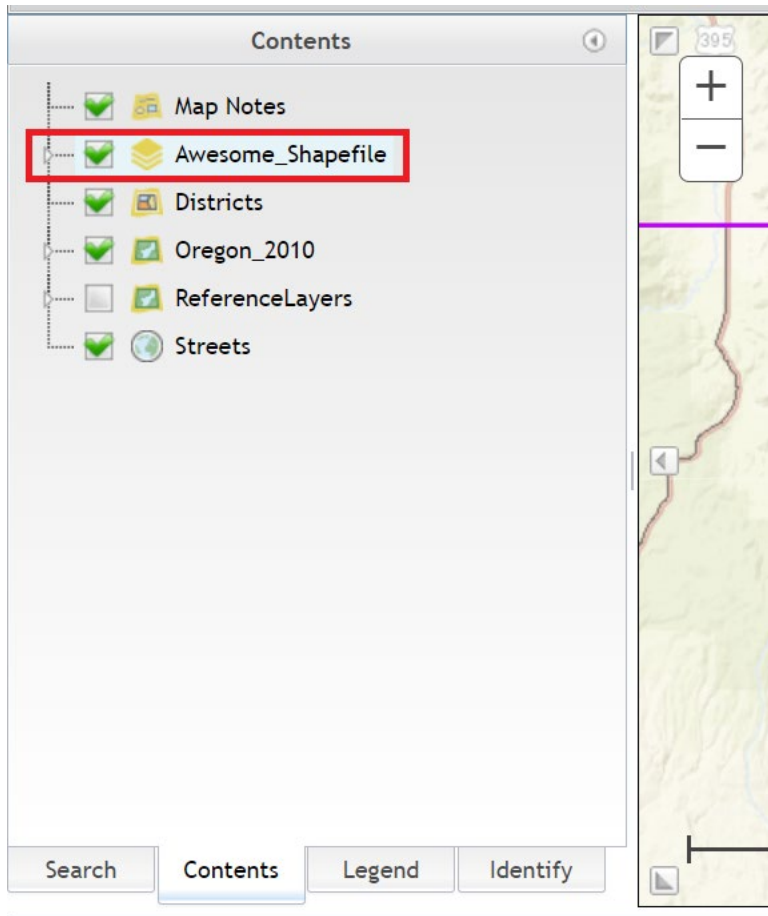 Contents
395
+
−
Map Notes
Awesome_Shapefile
Districts
Oregon_2010
ReferenceLayers
Streets
Search Contents Legend Identify